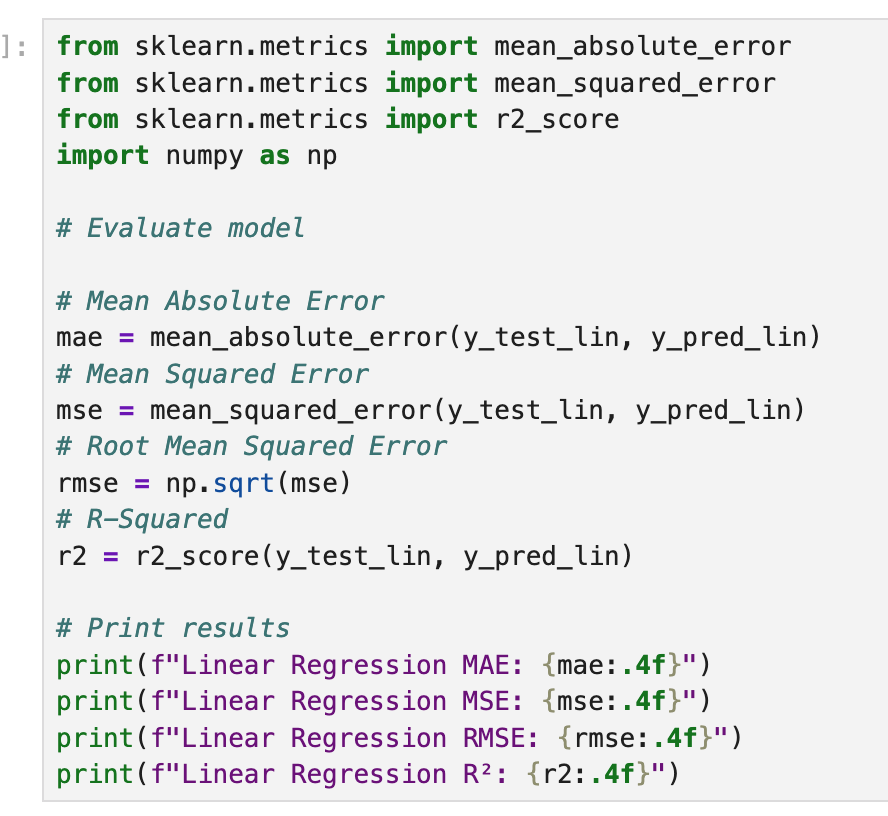 ]:
from sklearn.metrics import mean_absolute_error
from sklearn.metrics import mean_squared_error
from sklearn.metrics import r2_score
import numpy as np
# Evaluate model
# Mean Absolute Error
mae = mean_absolute_error(y_test_lin, y_pred_lin)
# Mean Squared Error
mse = mean_squared_error(y_test_lin, y_pred_lin)
# Root Mean Squared Error
rmse = np.sqrt(mse)
# R-Squared
r2 = r2_score(y_test_lin, y_pred_lin)
# Print results
print(f"Linear Regression MAE: {mae:.4f}")
print(f"Linear Regression MSE: {mse:.4f}")
print(f"Linear Regression RMSE: {rmse:.4f}")
print(f"Linear Regression R²: {r2:.4f}")